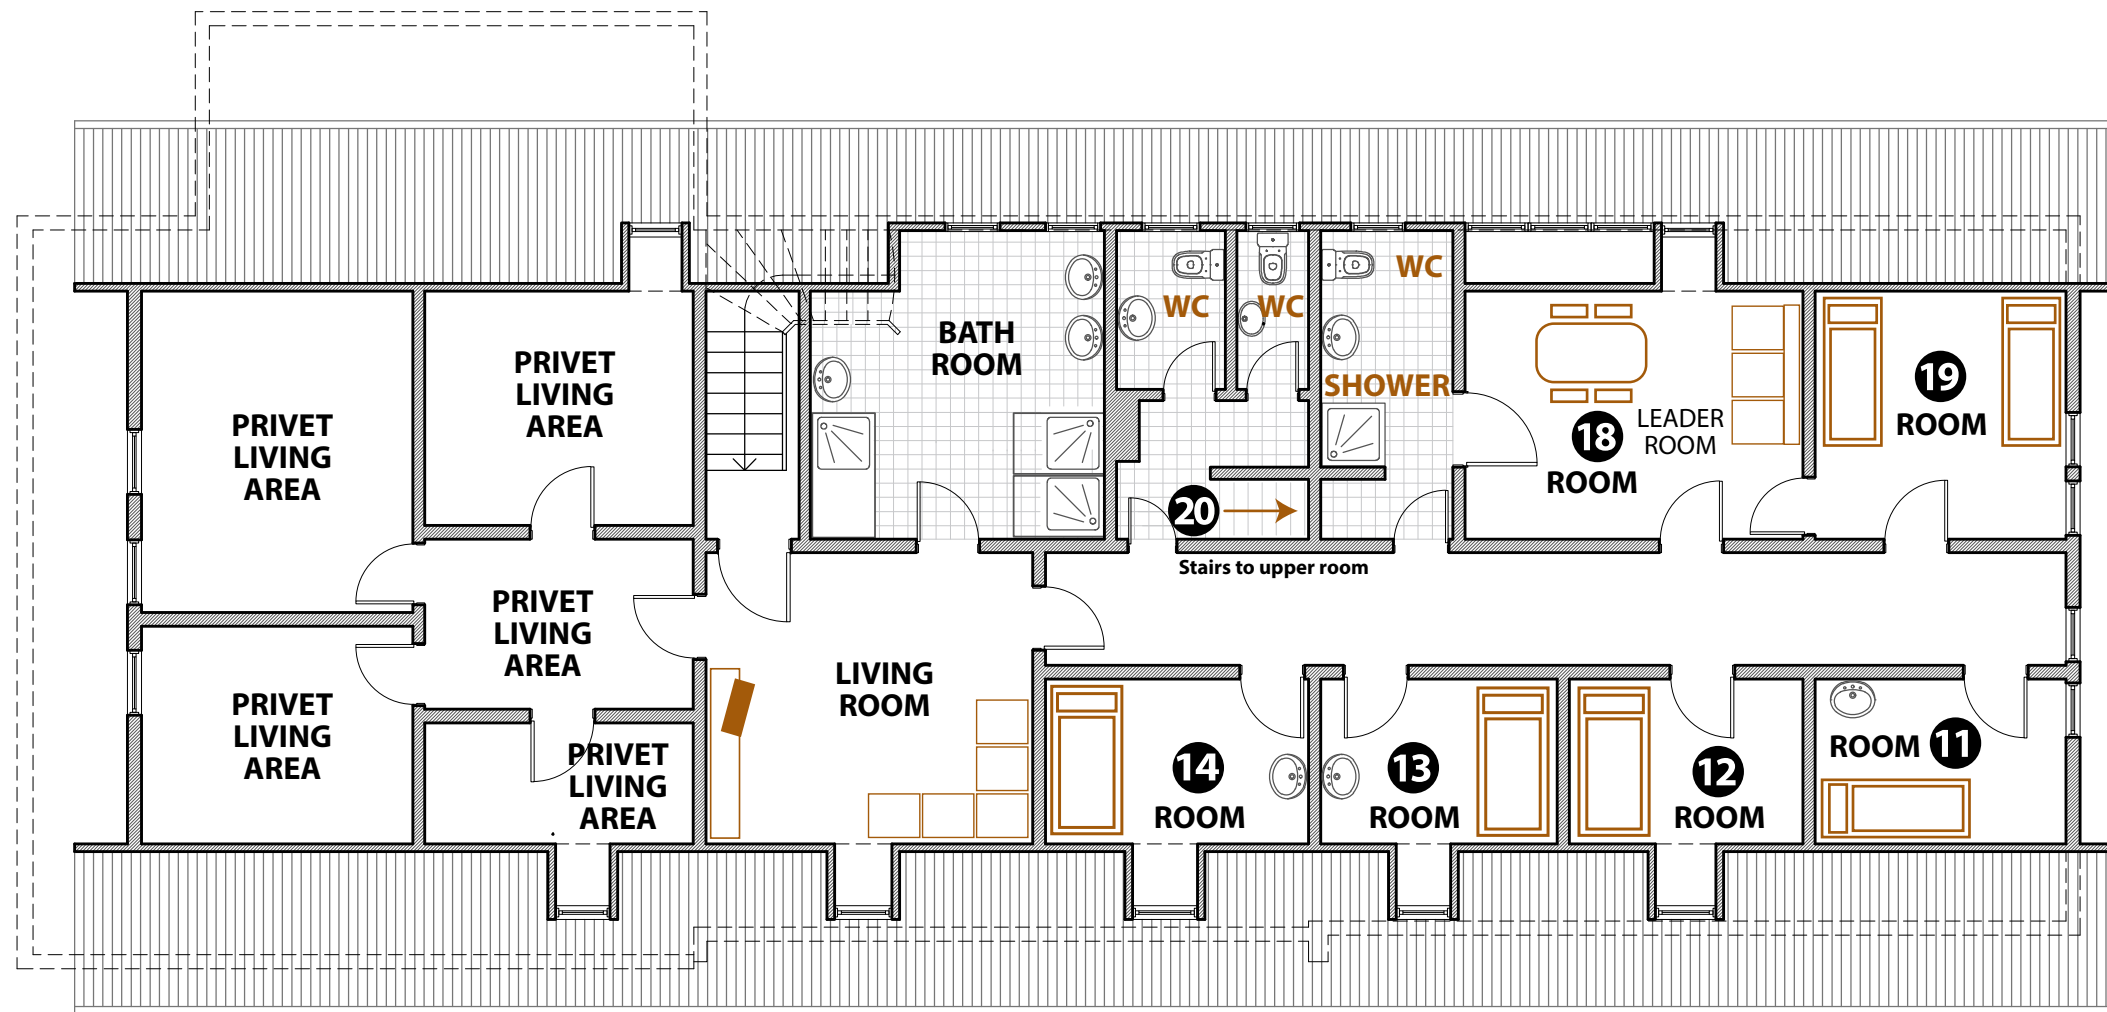 PRIVET
LIVING
AREA
PRIVET
LIVING
AREA
PRIVET
LIVING
AREA
PRIVET
LIVING
AREA
PRIVET
LIVING
AREA
BATH
ROOM
WC
WC
WC
SHOWER
20
Stairs to upper room
18
ROOM
LEADER
ROOM
19
ROOM
LIVING
ROOM
14
ROOM
13
ROOM
12
ROOM
ROOM 11